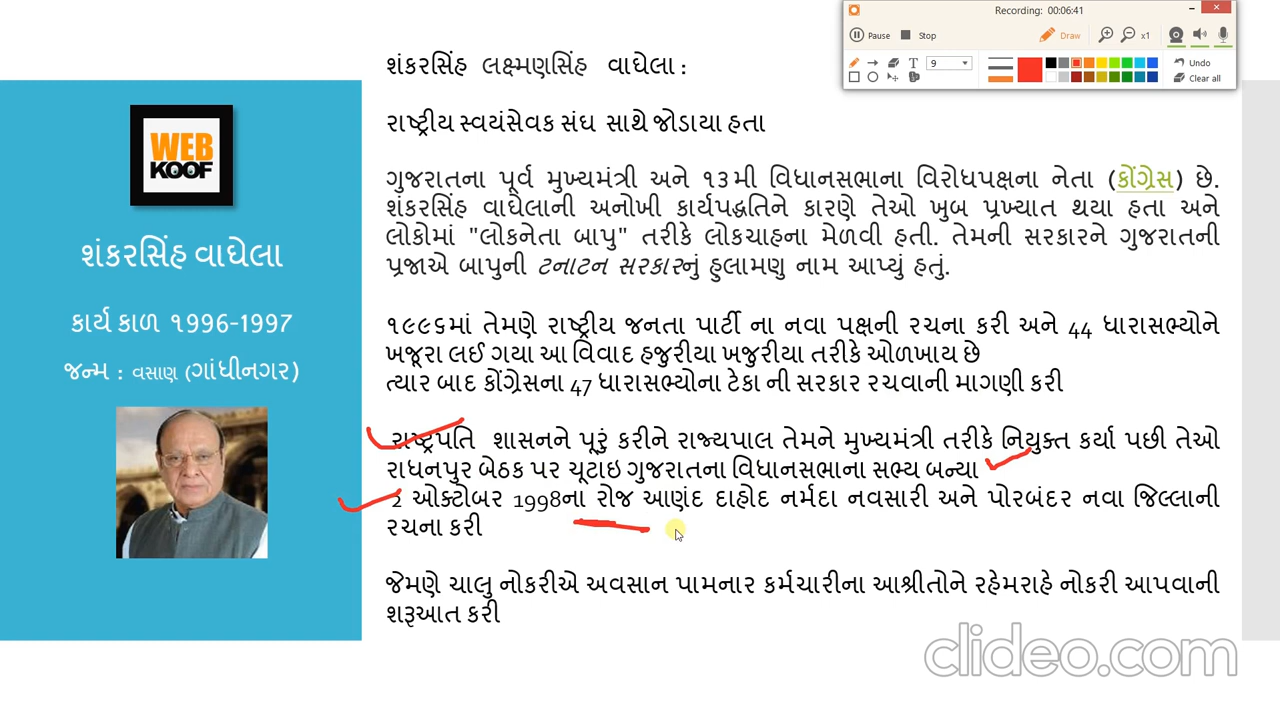 Recording: 00:06:41
Pause Stop Draw x1
T 9 Undo
Clear all
WEB
KOOF
શંકરસિંહ વાઘેલા
કાર્ય કાળ ૧996-1997
જન્મ : વસાણ (ગાંધીનગર)
શંકરસિંહ લક્ષ્મણસિંહ વાઘેલા :
રાષ્ટ્રીય સ્વયંસેવક સંઘ સાથે જોડાયા હતા
ગુજરાતના પૂર્વ મુખ્યમંત્રી અને ૧૩મી વિધાનસભાના વિરોધપક્ષના નેતા (કોંગ્રેસ) છે.
શંકરસિંહ વાઘેલાની અનોખી કાર્યપદ્ધતિને કારણે તેઓ ખુબ પ્રખ્યાત થયા હતા અને
લોકોમાં "લોકનેતા બાપુ" તરીકે લોકચાહના મેળવી હતી. તેમની સરકારને ગુજરાતની
પ્રજાએ બાપુની ટનાટન સરકારનું હુલામણુ નામ આપ્યું હતું.
૧૯૯૬માં તેમણે રાષ્ટ્રીય જનતા પાર્ટી ના નવા પક્ષની રચના કરી અને 44 ધારાસભ્યોને
ખજૂરા લઈ ગયા આ વિવાદ હજુરીયા ખજુરીયા તરીકે ઓળખાય છે
ત્યાર બાદ કોંગ્રેસના 47 ધારાસભ્યોના ટેકા ની સરકાર રચવાની માગણી કરી
રાષ્ટ્રપતિ શાસનને પૂરું કરીને રાજ્યપાલ તેમને મુખ્યમંત્રી તરીકે નિયુક્ત કર્યા પછી તેઓ
રાધનપુર બેઠક પર ચૂટાઇ ગુજરાતના વિધાનસભાના સભ્ય બન્યા
2 ઓક્ટોબર 1998ના રોજ આણંદ દાહોદ નર્મદા નવસારી અને પોરબંદર નવા જિલ્લાની
રચના કરી
જેમણે ચાલુ નોકરીએ અવસાન પામનાર કર્મચારીના આશ્રીતોને રહેમરાહે નોકરી આપવાની
શરૂઆત કરી
clideo.com